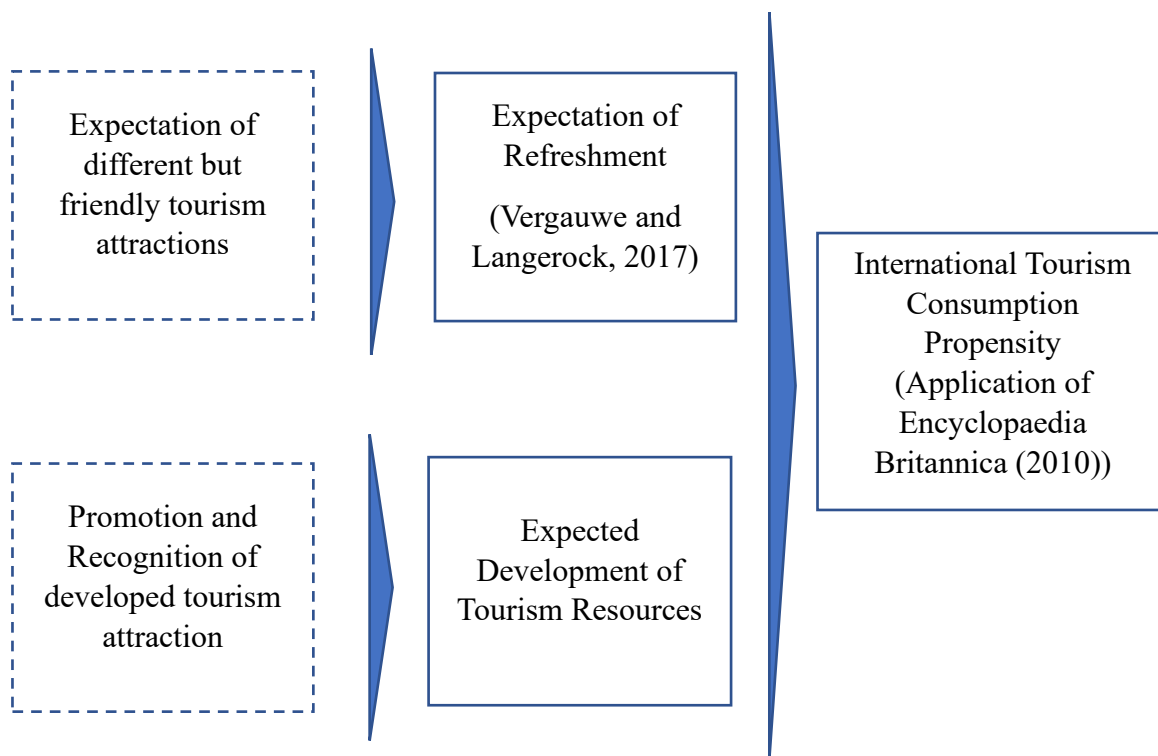 Expectation of
different but
friendly tourism
attractions
Expectation of
Refreshment
(Vergauwe and
Langerock, 2017)
International Tourism
Consumption
Propensity
(Application of
Encyclopaedia
Britannica (2010))
Promotion and
Recognition of
developed tourism
attraction
Expected
Development of
Tourism Resources